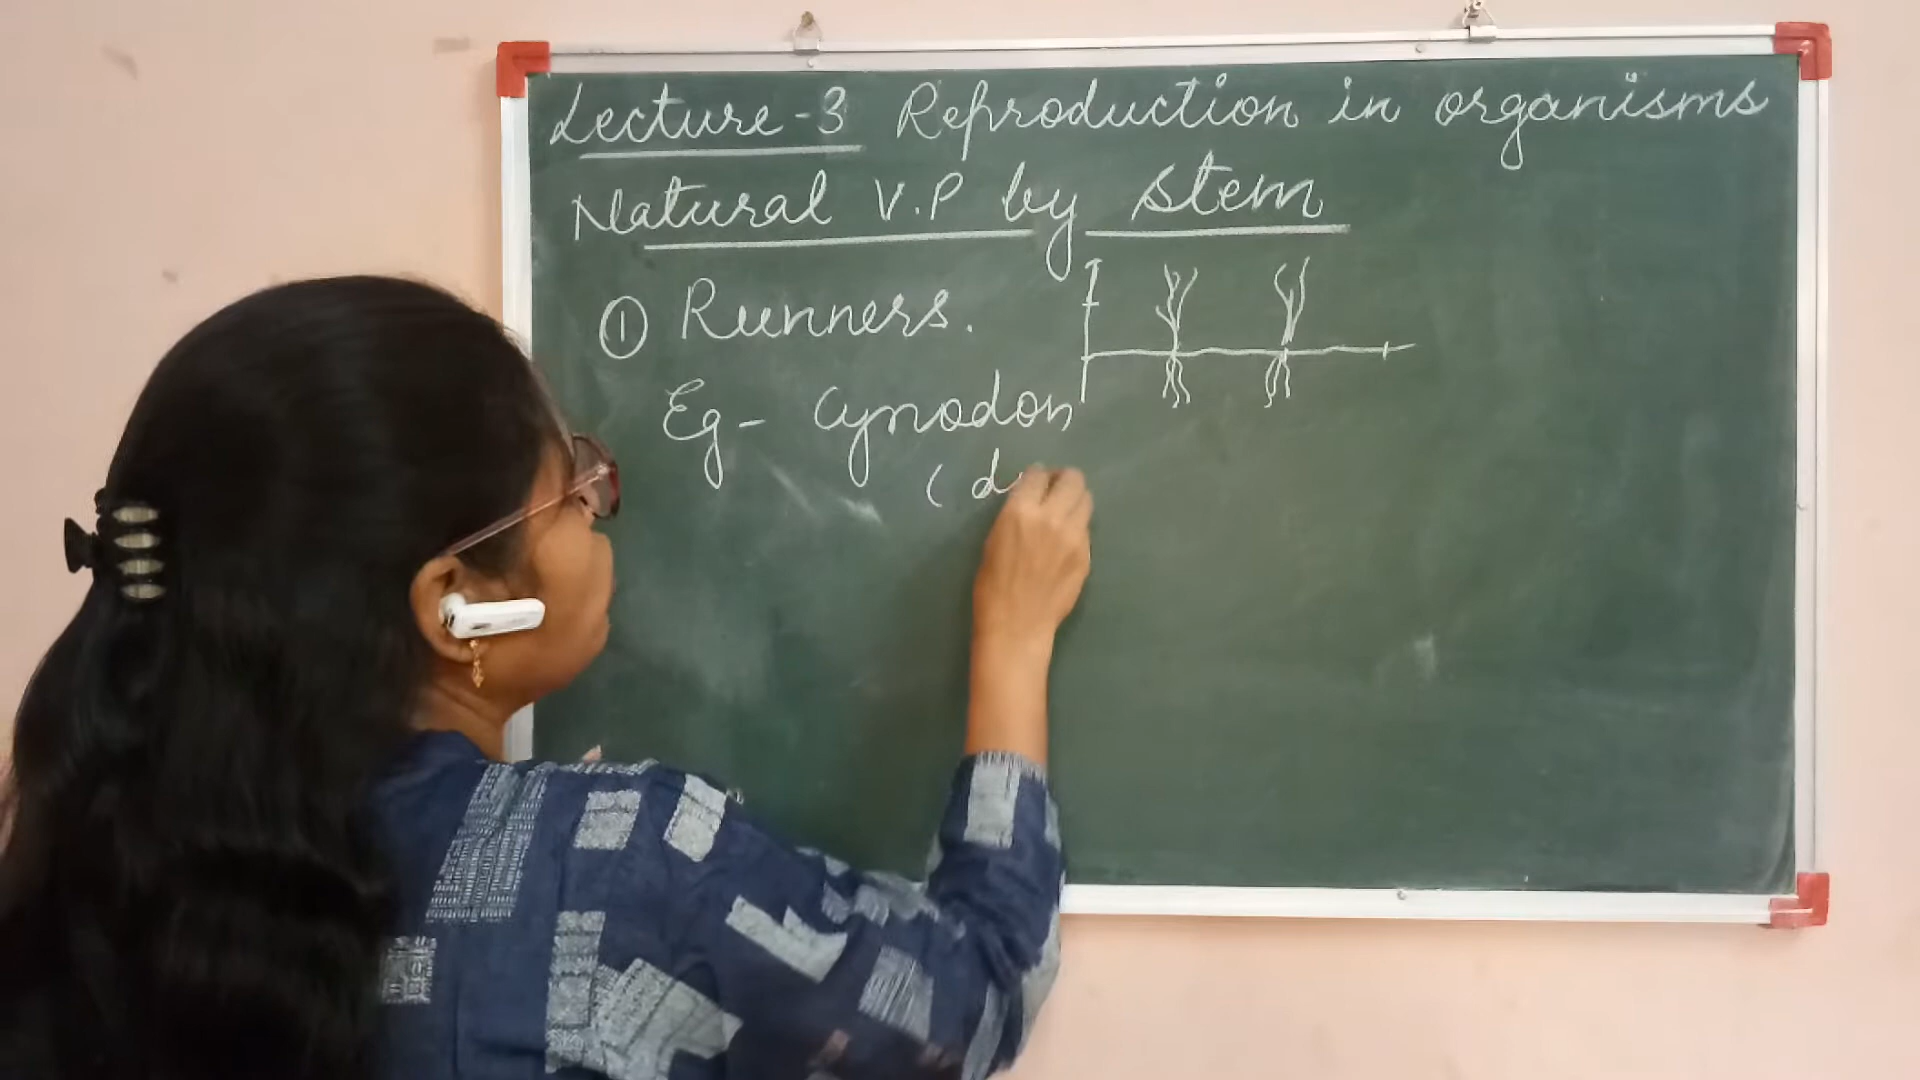 Lecture-3 Reproduction in organisms
Natural V.P by stem
① Runners.
Eg- Cynodon
(d